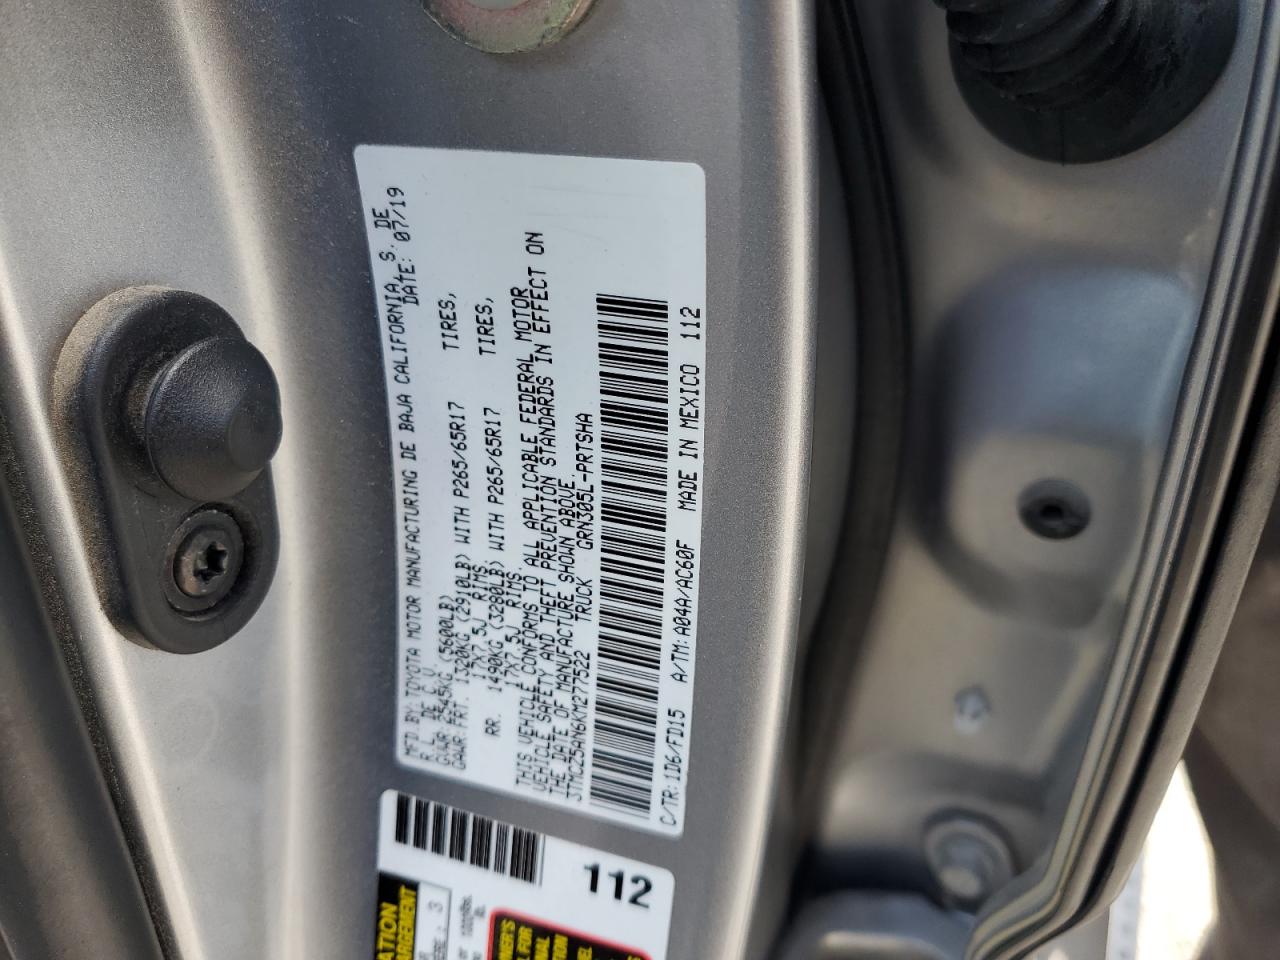 MFD BY: TOYOTA MOTOR MANUFACTURING DE BAJA CALIFORNIA, S. DE
R. L. DE C. V. DATE: 07/19
GVWR 2545KG (5600LB)
GAWR:FRT. 1320KG (2910LB) WITH P265/65R17 TIRES,
17X7.5J RIMS
RR. 1490KG (3280LB) WITH P265/65R17 TIRES,
17X7.5J RIMS
THIS VEHICLE CONFORMS TO ALL APPLICABLE FEDERAL MOTOR
VEHICLE SAFETY AND THEFT PREVENTION STANDARDS IN EFFECT ON
THE DATE OF MANUFACTURE SHOWN ABOVE.
3TMCZ5AN6KM277522 TRUCK GRN305L-PRTSHA
C/TR:1D6/FD15 A/TM:A04A/AC60F MADE IN MEXICO 112
112
3